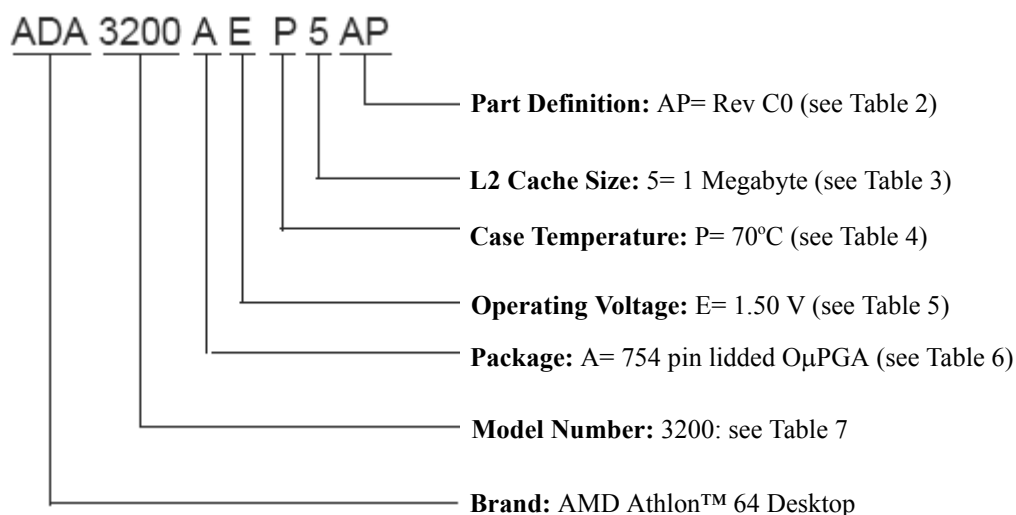 ADA 3200 A E P 5 AP
Part Definition: AP= Rev C0 (see Table 2)
L2 Cache Size: 5= 1 Megabyte (see Table 3)
Case Temperature: P= 70ºC (see Table 4)
Operating Voltage: E= 1.50 V (see Table 5)
Package: A= 754 pin lidded OμPGA (see Table 6)
Model Number: 3200: see Table 7
Brand: AMD Athlon™ 64 Desktop